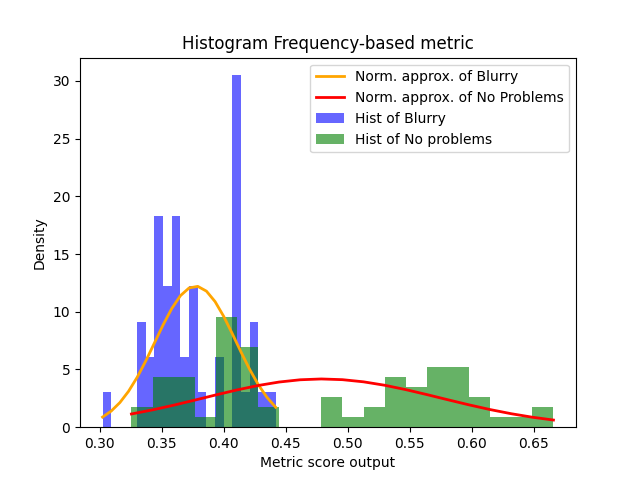 Histogram Frequency-based metric
Norm. approx. of Blurry
Norm. approx. of No Problems
Hist of Blurry
Hist of No problems
Density
30
25
20
15
10
5
0
0.30 0.35 0.40 0.45 0.50 0.55 0.60 0.65
Metric score output